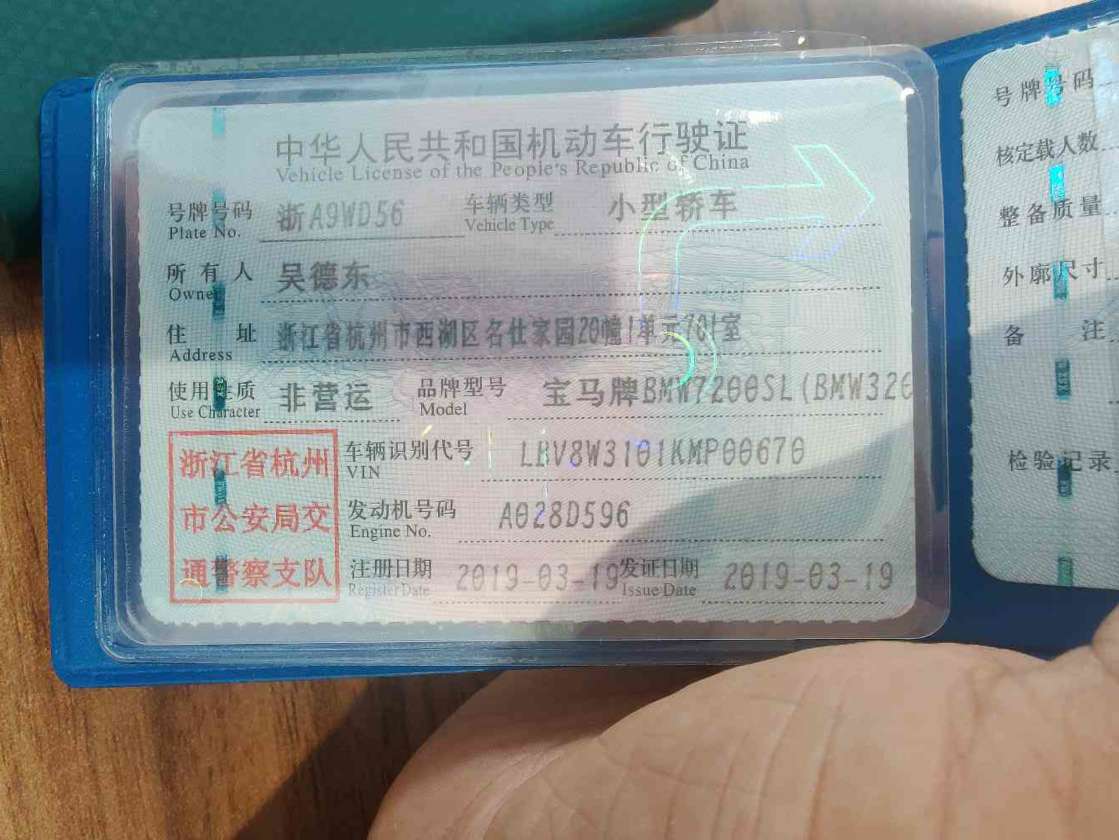 中华人民共和国机动车行驶证
Vehicle License of the People's Republic of China
号牌号码 浙A9WD56 车辆类型 小型轿车
Plate No. Vehicle Type
所有人 吴德东
Owner
住址 浙江省杭州市西湖区名仕家园20幢1单元701室
Address
使用性质 非营运 品牌型号 宝马牌BMW7200SL(BMW320
Use Character Model
浙江省杭州
市公安局交
通警察支队
车辆识别代号 LBV8W3101KMP00670
VIN
发动机号码 A028D596
Engine No.
注册日期 2019-03-19 发证日期 2019-03-19
Register Date Issue Date
号牌号码
核定载人数
整备质量
外廓尺寸
备注
检验记录